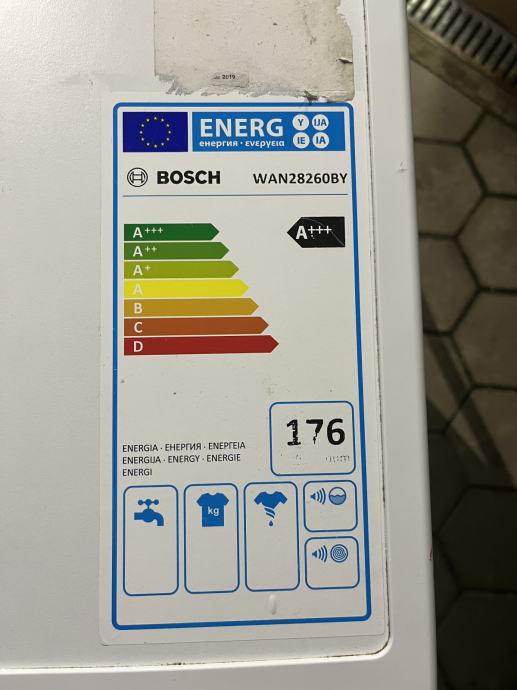 2019
ENERG Y IJA
енергия · ενεργεια IE IA
BOSCH WAN28260BY
A+++ A+++
A++
A+
A
B
C
D
176
ENERGIA · ЕНЕРГИЯ · ΕΝΕΡΓΕΙΑ
ENERGIJA · ENERGY · ENERGIE
ENERGI
kg